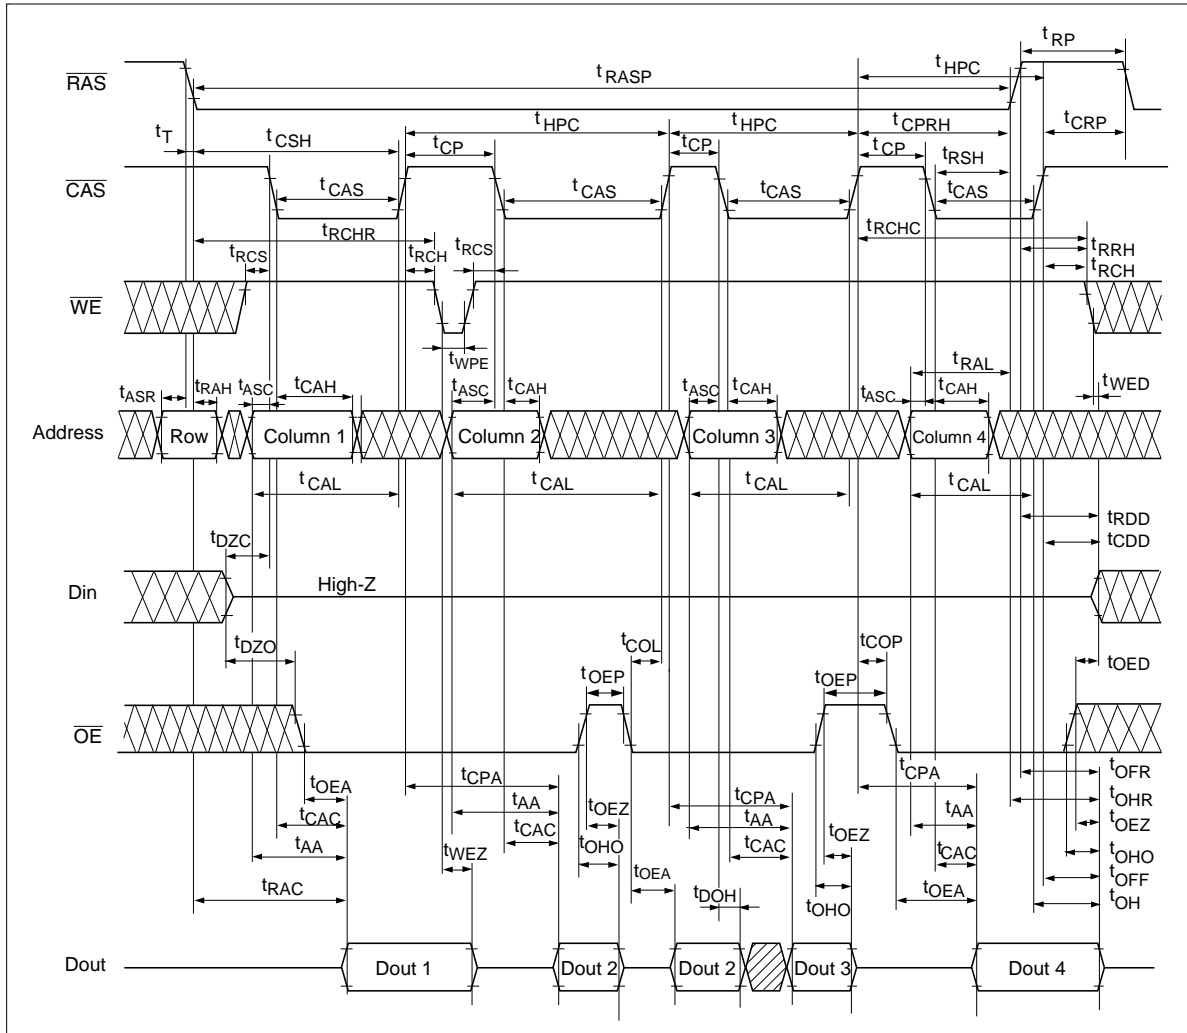 tRP
tHPC
RAS
tRASP
tHPC
tHPC
tCPRH
tCRP
tT
tCSH
tCP
tCP
tCP
tRSH
CAS
tCAS
tCAS
tCAS
tCAS
tRCHR
tRCHC
tRCS
tRCH
tRCS
tRRH
tRCH
WE
tWPE
tRAL
tWED
tASR
tRAH
tASC
tCAH
tASC
tCAH
tASC
tCAH
tASC
tCAH
Address
Row
Column 1
Column 2
Column 3
Column 4
tCAL
tCAL
tCAL
tCAL
tRDD
tCDD
tDZC
Din
High-Z
tDZO
tCOL
tCOP
tOED
tOEP
tOEP
OE
tOEA
tCPA
tCPA
tCPA
tOFR
tCAC
tAA
tOEZ
tAA
tOEZ
tAA
tOHR
tOEZ
tAA
tCAC
tOHO
tCAC
tCAC
tOHO
tWEZ
tOFF
tRAC
tOEA
tDOH
tOHO
tOEA
tOH
Dout
Dout 1
Dout 2
Dout 2
Dout 3
Dout 4